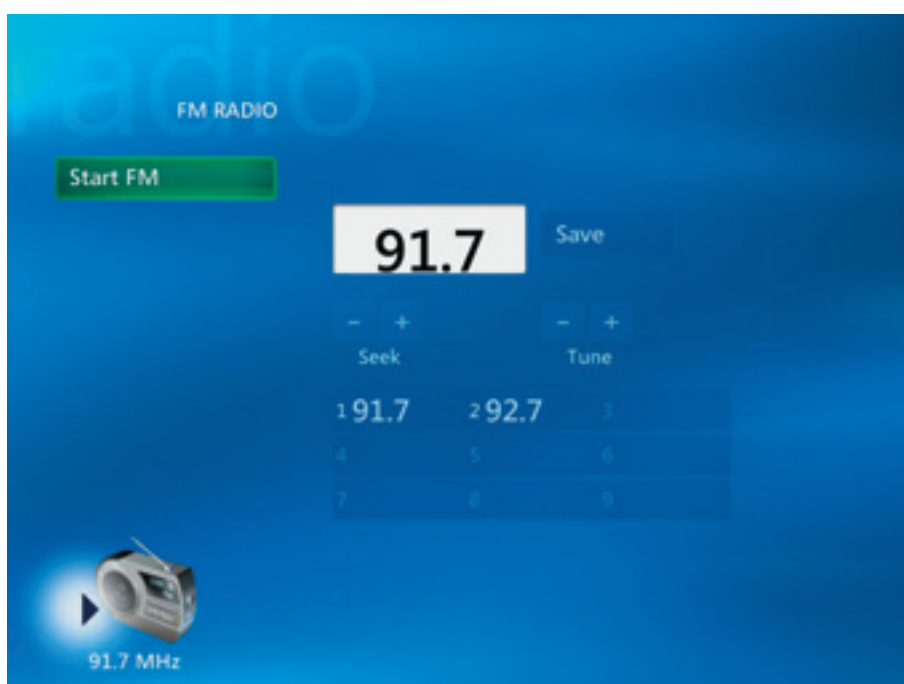 radio
FM RADIO
Start FM
91.7
Save
- +
- +
Seek
Tune
1 91.7 2 92.7 3
4 5 6
7 8 9
91.7 MHz